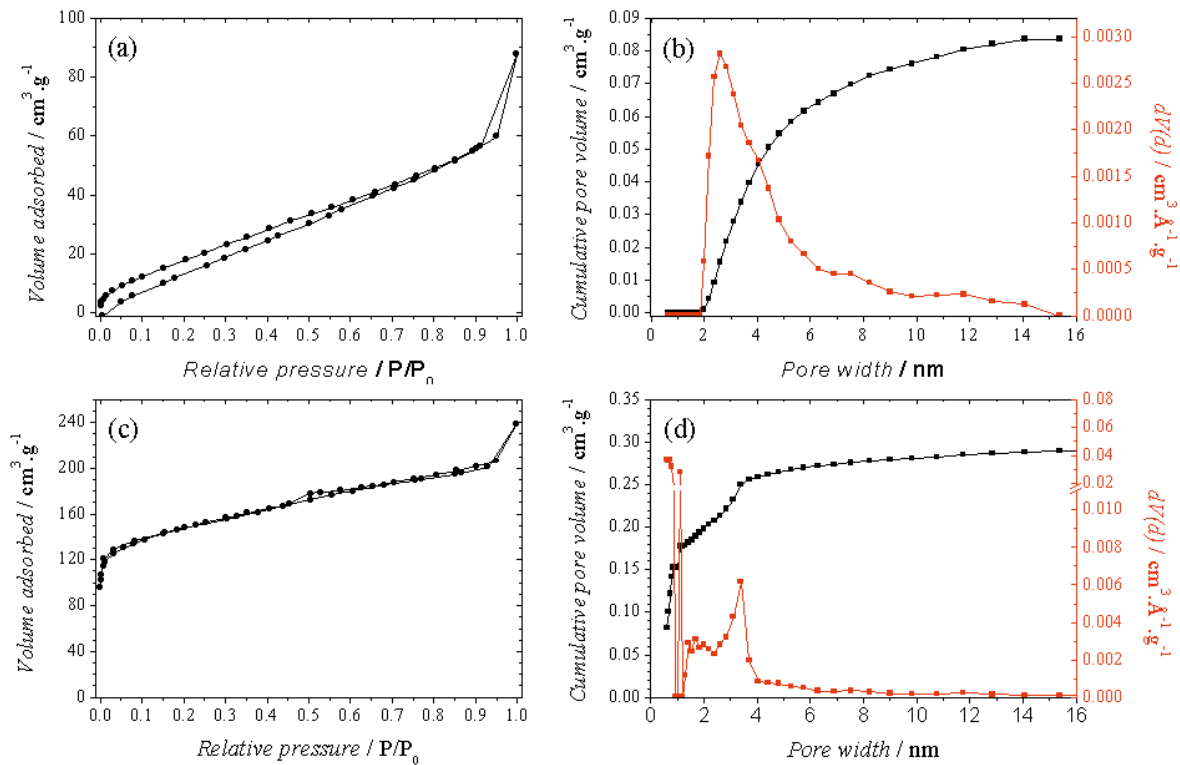 (a)
100
80
60
40
20
0
0.0 0.1 0.2 0.3 0.4 0.5 0.6 0.7 0.8 0.9 1.0
Volume adsorbed / cm³.g⁻¹
Relative pressure / P/P₀
(b)
0.09
0.08
0.07
0.06
0.05
0.04
0.03
0.02
0.01
0.00
0 2 4 6 8 10 12 14 16
Cumulative pore volume / cm³.g⁻¹
Pore width / nm
0.0030
0.0025
0.0020
0.0015
0.0010
0.0005
0.0000
dV(d) / cm³.Å⁻¹.g⁻¹
(c)
240
200
160
120
80
40
0
0.0 0.1 0.2 0.3 0.4 0.5 0.6 0.7 0.8 0.9 1.0
Volume adsorbed / cm³.g⁻¹
Relative pressure / P/P₀
(d)
0.35
0.30
0.25
0.20
0.15
0.10
0.05
0.00
0 2 4 6 8 10 12 14 16
Cumulative pore volume / cm³.g⁻¹
Pore width / nm
0.08
0.06
0.04
0.02
0.010
0.008
0.006
0.004
0.002
0.000
dV(d) / cm³.Å⁻¹.g⁻¹